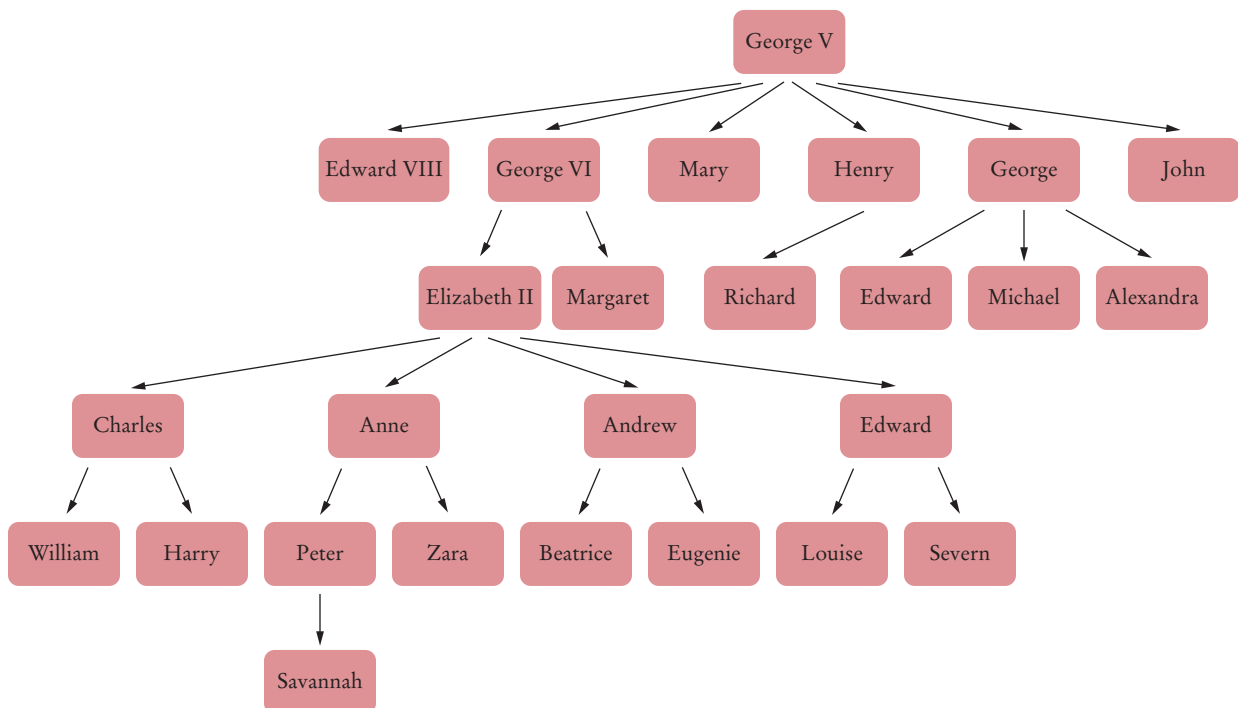 George V
Edward VIII
George VI
Mary
Henry
George
John
Elizabeth II
Margaret
Richard
Edward
Michael
Alexandra
Charles
Anne
Andrew
Edward
William
Harry
Peter
Zara
Beatrice
Eugenie
Louise
Severn
Savannah